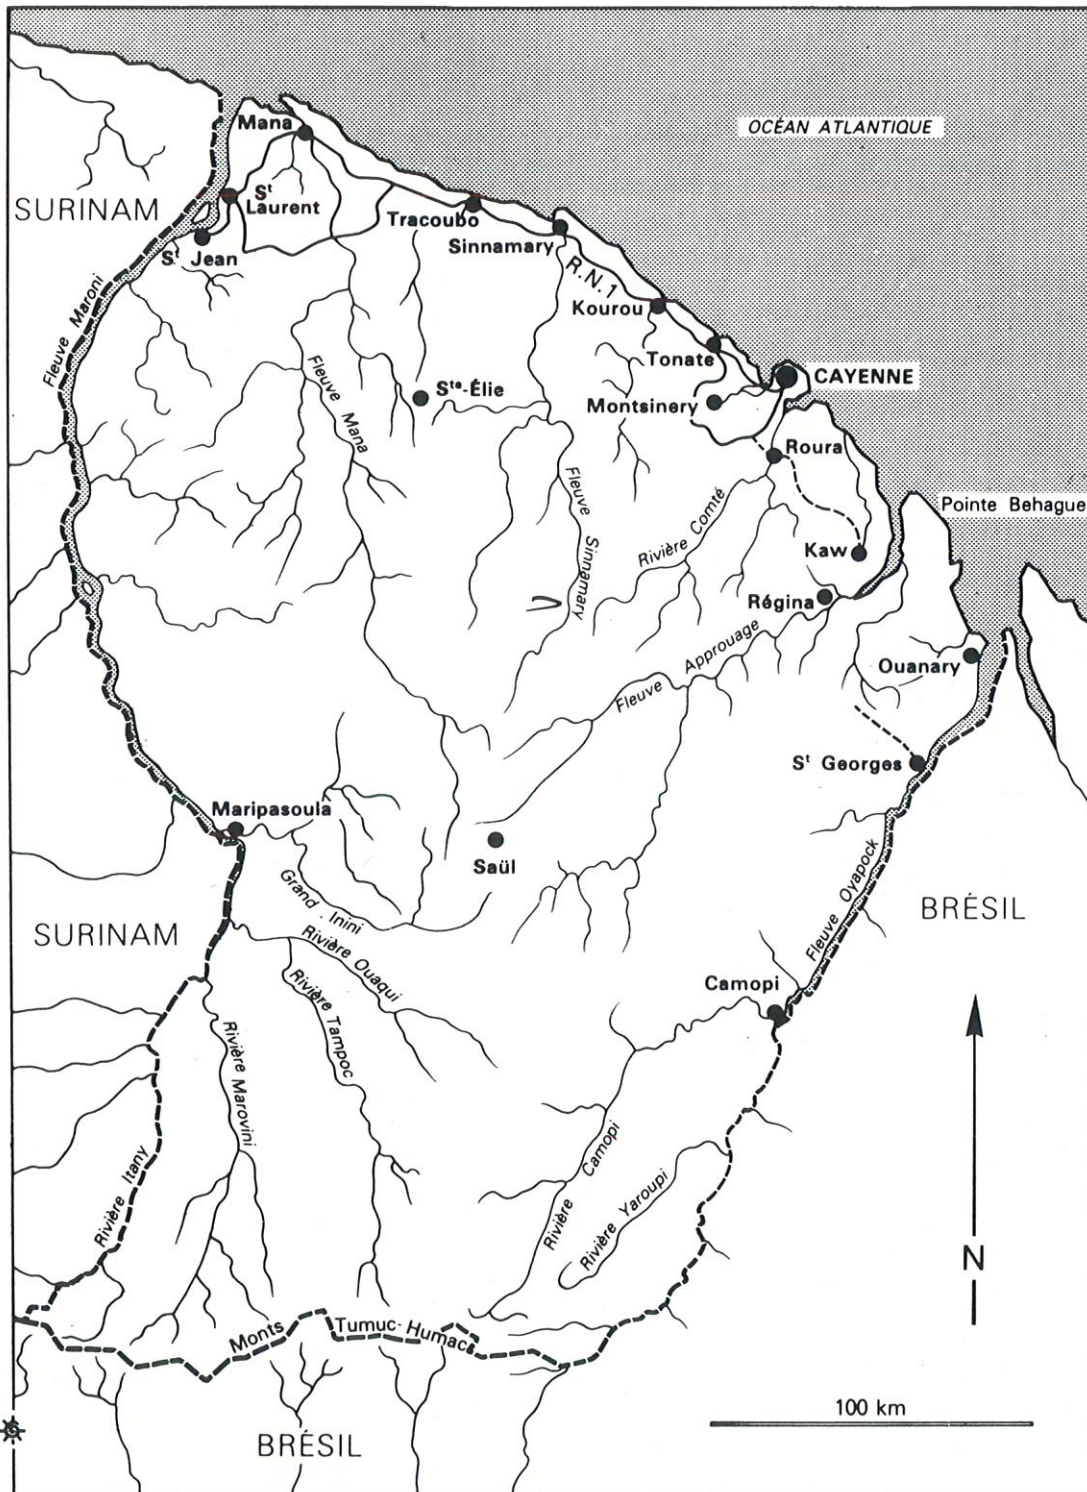 OCÉAN ATLANTIQUE
Mana
SURINAM
St
Laurent
St Jean
Tracoubo
Sinnamary
R.N.1
Kourou
Tonate
CAYENNE
Montsinery
Ste-Élie
Fleuve Maroni
Fleuve Mana
Roura
Fleuve Sinnamary
Rivière Comté
Pointe Behague
Kaw
Régina
Fleuve Approuage
Ouanary
St Georges
Maripasoula
Saül
Grand Inini
Fleuve Oyapock
BRÉSIL
SURINAM
Rivière Ouaqui
Rivière Tampoc
Camopi
Rivière Marovini
Rivière Itany
Rivière Camopi
Rivière Yaroupi
N
Monts Tumuc-Humac
100 km
BRÉSIL